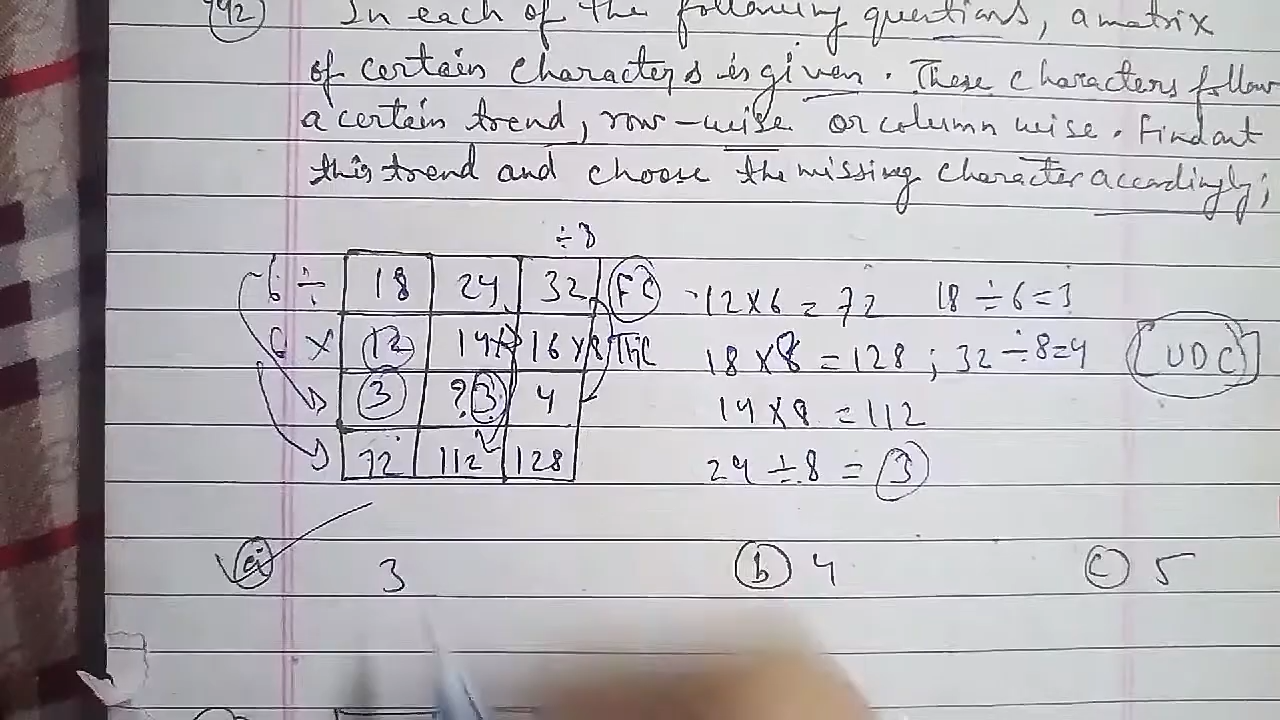 742) In each of the following questions, a matrix
of certain characters is given. These characters follow
a certain trend, row-wise or column wise. Find out
this trend and choose the missing character accordingly;
÷8
6 ÷ 18 24 32 FC ·12×6=72 18÷6=3
6 × 12 14×8 16×8 THC 18×8=128 ; 32÷8=4 (UDC)
3 ?3 4 14×8=112
72 112 128 24÷8=3
(a) 3 (b) 4 (c) 5